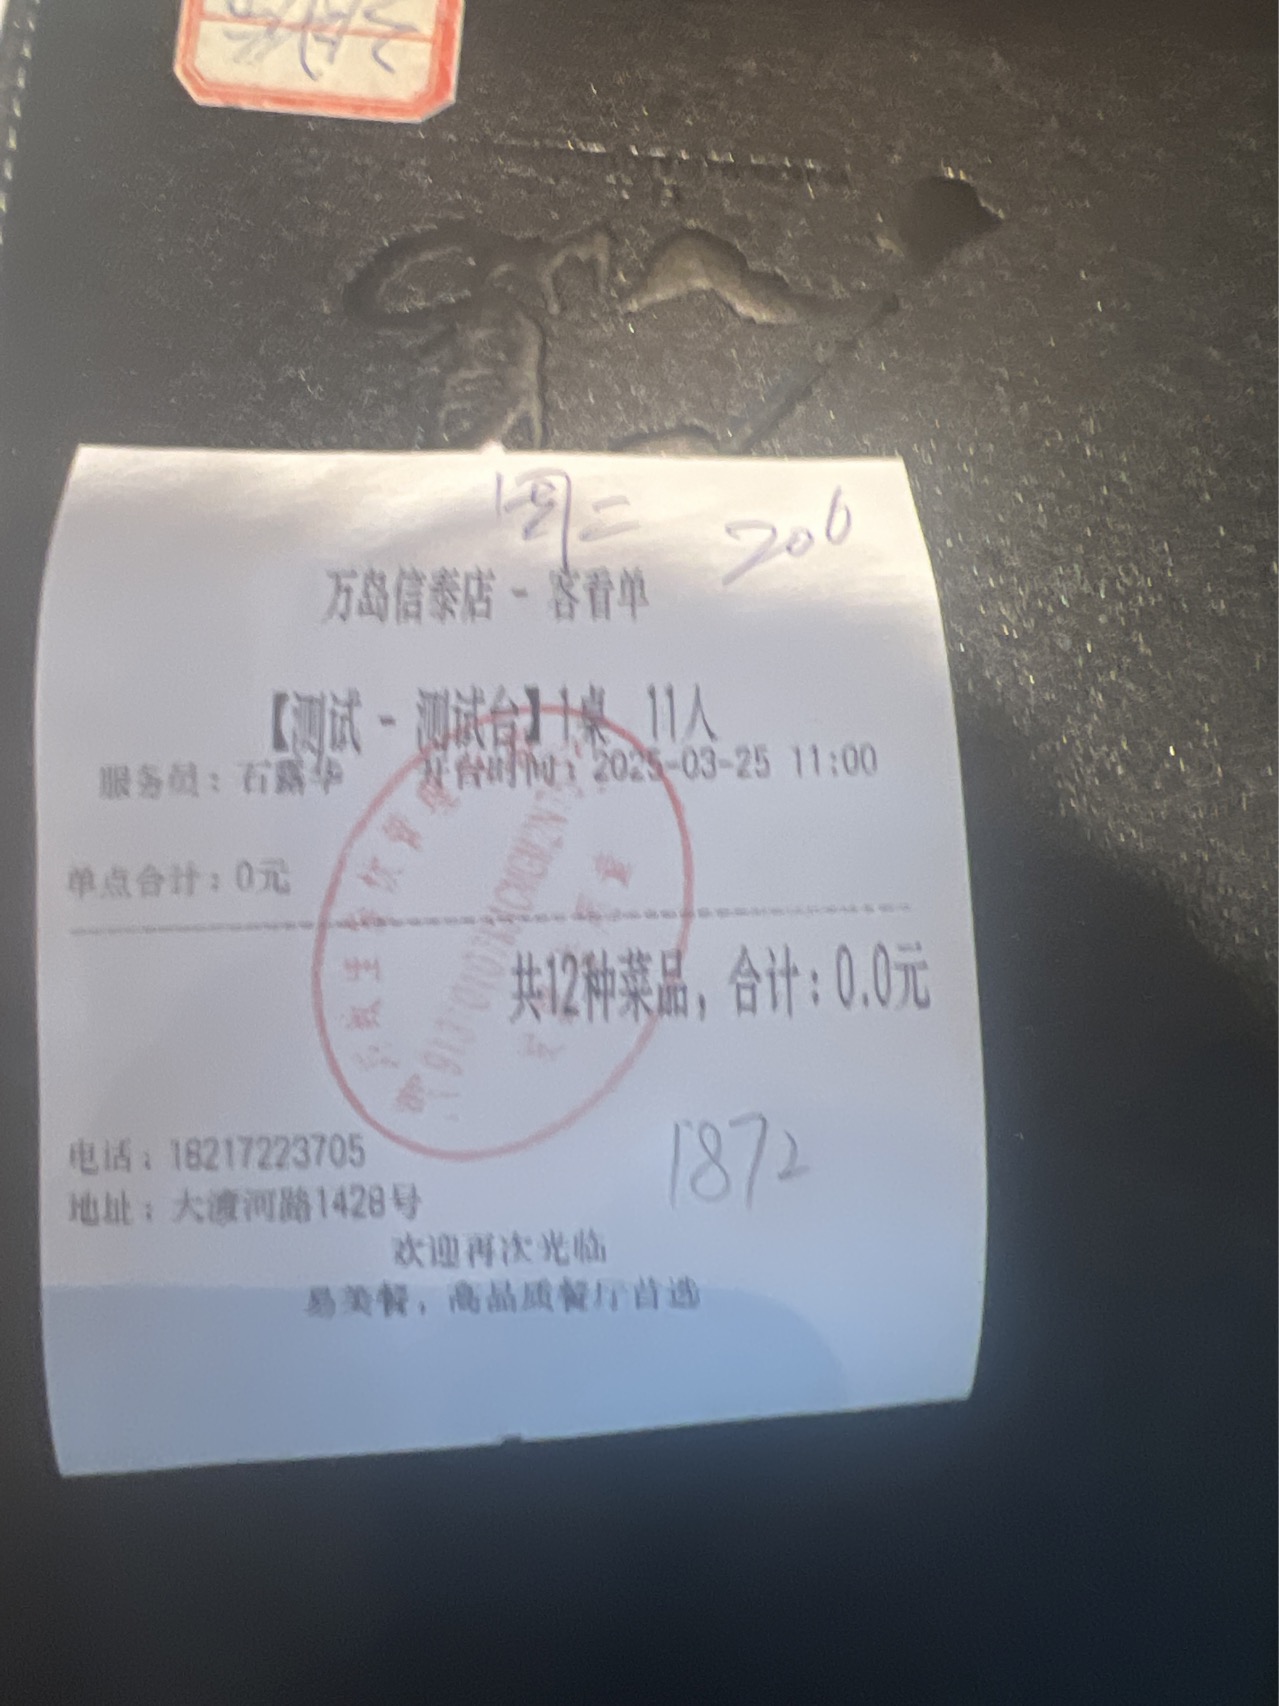 周二 206
万岛信泰店 - 客看单
【测试 - 测试台】1桌 11人
服务员：石露华 开台时间：2025-03-25 11:00
单点合计：0元
共12种菜品，合计：0.0元
1872
电话：18217223705
地址：大渡河路1428号
欢迎再次光临
易美餐，高品质餐厅首选